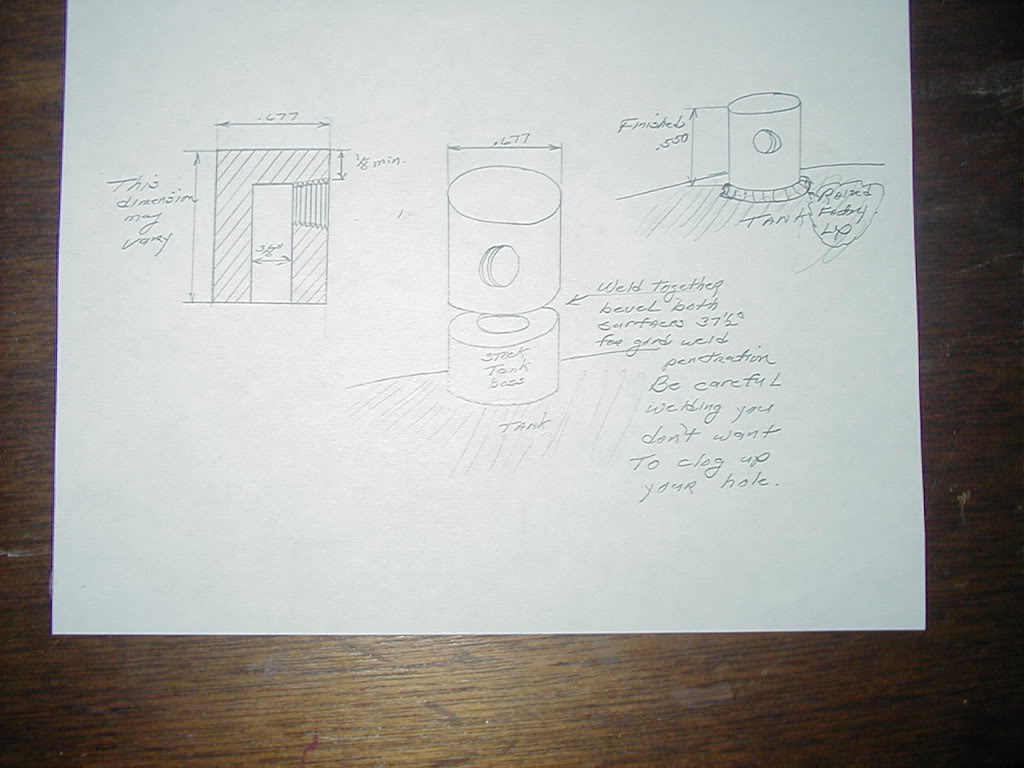 .677
This
dimension
may
vary
1/8 min.
3/8"
.677
Stock
Tank
boss
TANK
Weld together
bevel both
surfaces 37½°
for good weld
penetration
Be careful
welding you
don't want
To clog up
your hole.
Finished
.550
TANK
Raised
Factory
Lip